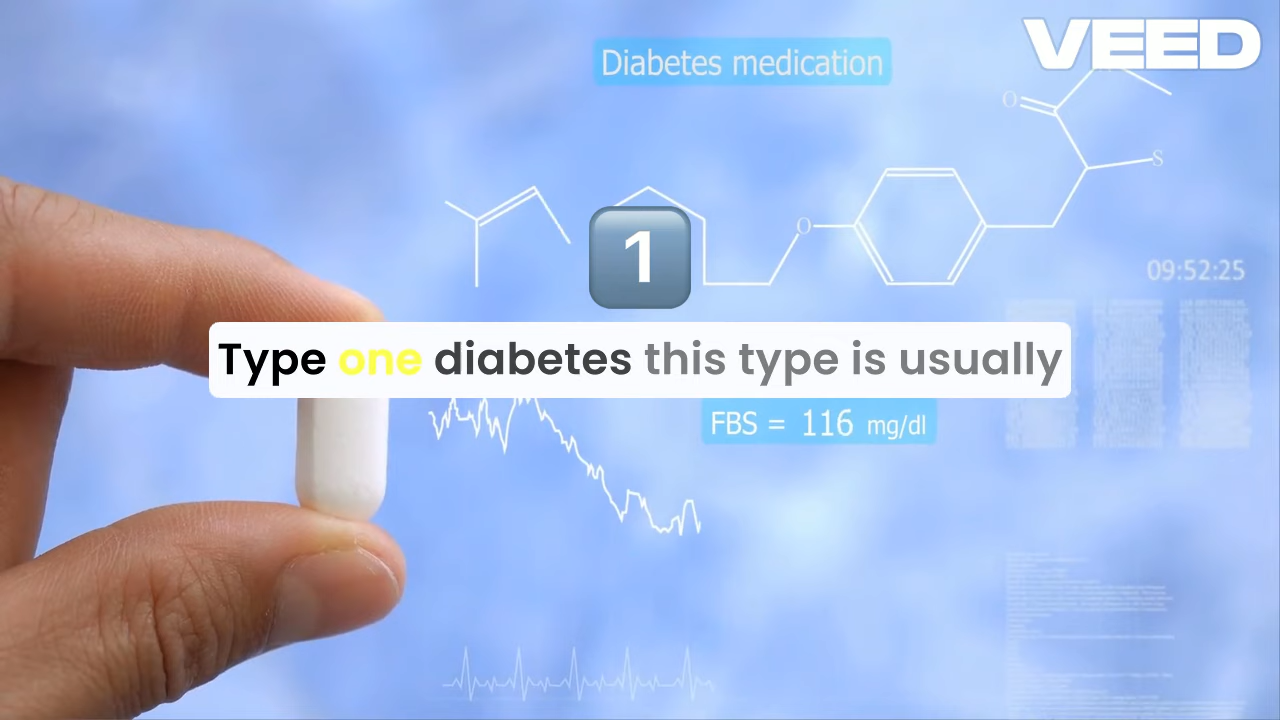 VEED
Diabetes medication
O
S
O
1
09:52:25
Type one diabetes this type is usually
FBS = 116 mg/dl